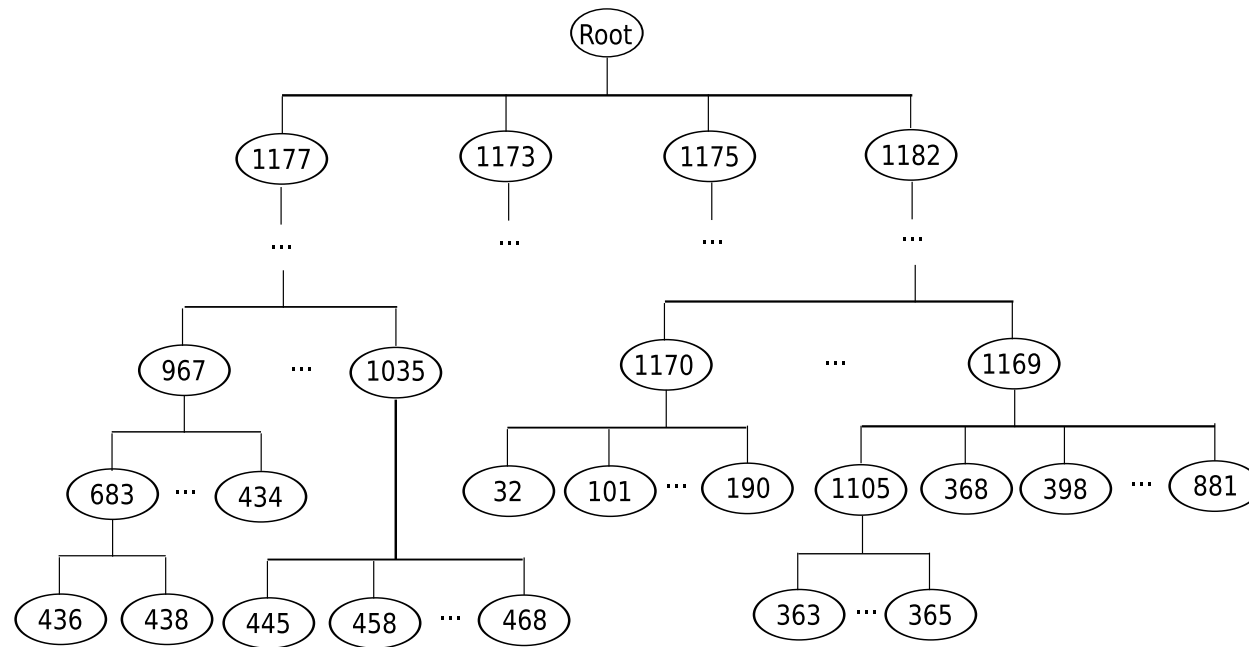 Root
1177 1173 1175 1182
... ... ... ...
967 ... 1035 1170 ... 1169
683 ... 434 32 101 ... 190 1105 368 398 ... 881
436 438 445 458 ... 468 363 ... 365